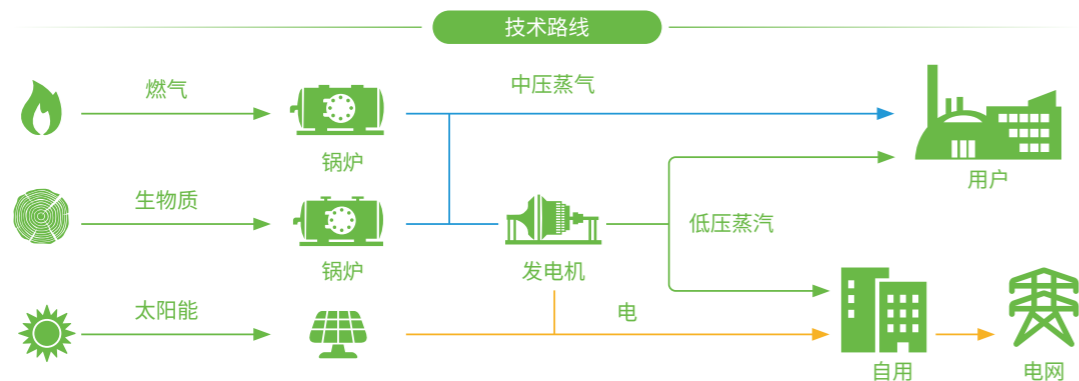 技术路线
燃气
中压蒸气
锅炉
用户
生物质
低压蒸汽
锅炉
发电机
太阳能
电
自用
电网